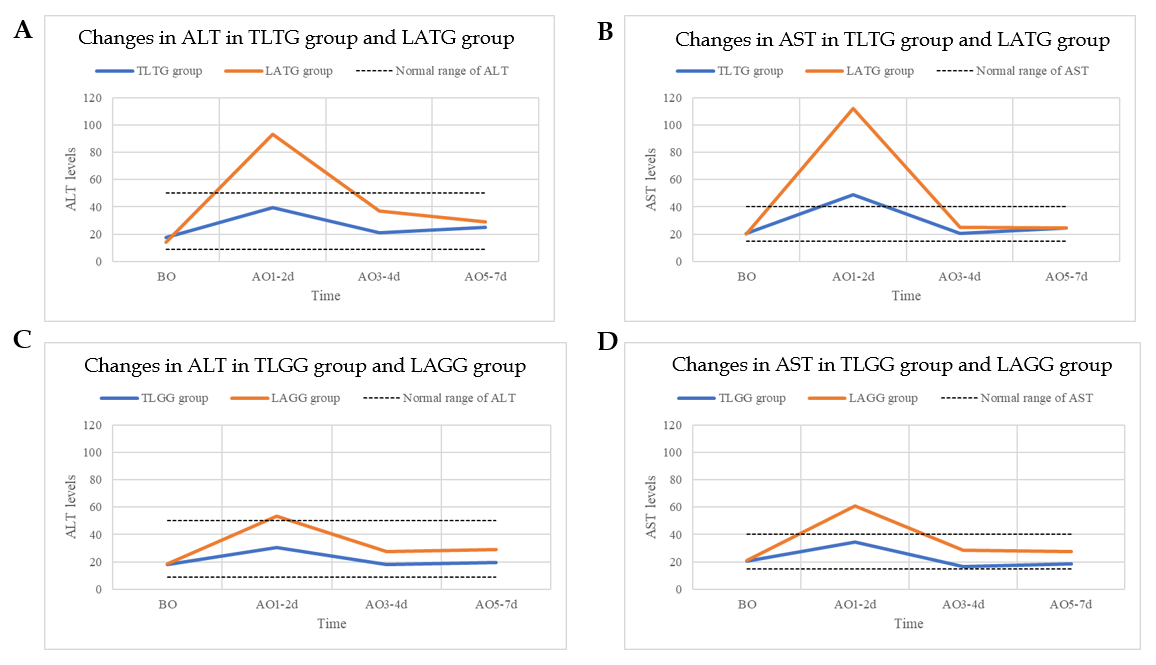 A
Changes in ALT in TLTG group and LATG group
TLTG group LATG group Normal range of ALT
120
100
80
60
40
20
0
ALT levels
BO AO1-2d AO3-4d AO5-7d
Time
B
Changes in AST in TLTG group and LATG group
TLTG group LATG group Normal range of AST
120
100
80
60
40
20
0
AST levels
BO AO1-2d AO3-4d AO5-7d
Time
C
Changes in ALT in TLGG group and LAGG group
TLGG group LAGG group Normal range of ALT
120
100
80
60
40
20
0
ALT levels
BO AO1-2d AO3-4d AO5-7d
Time
D
Changes in AST in TLGG group and LAGG group
TLGG group LAGG group Normal range of AST
120
100
80
60
40
20
0
AST levels
BO AO1-2d AO3-4d AO5-7d
Time